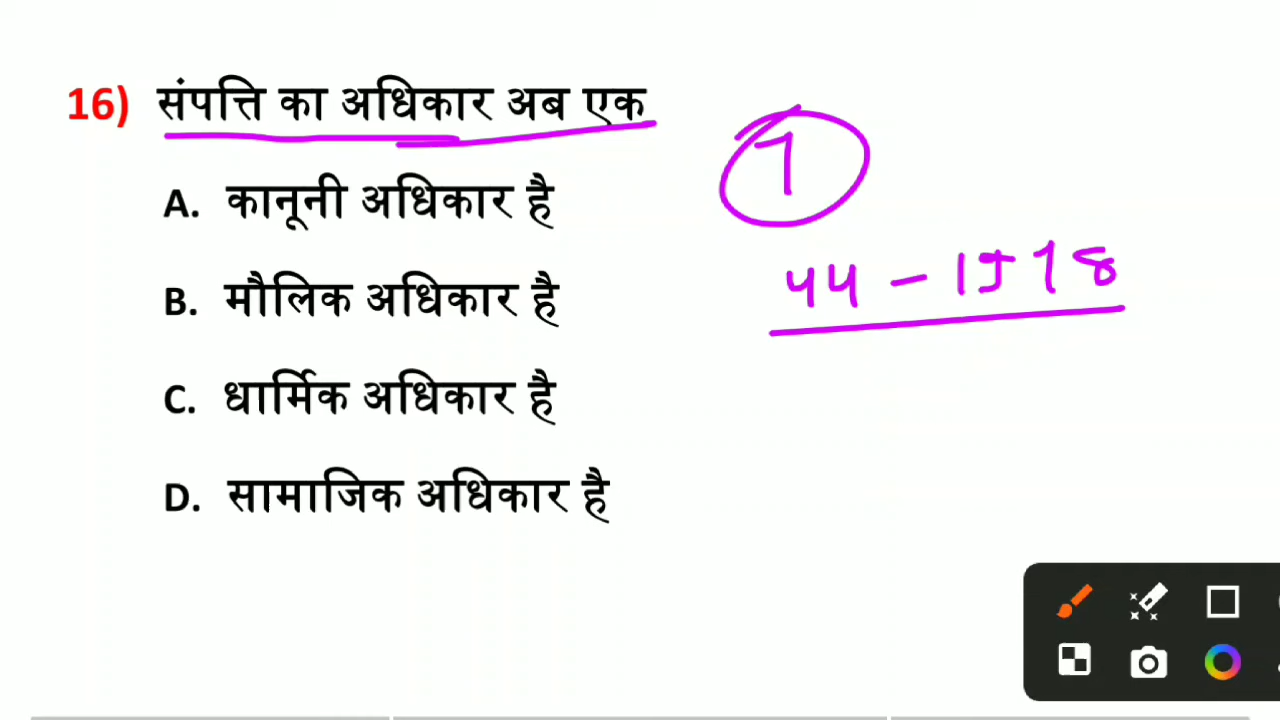 16) संपत्ति का अधिकार अब एक
7
44 - 1978
A. कानूनी अधिकार है
B. मौलिक अधिकार है
C. धार्मिक अधिकार है
D. सामाजिक अधिकार है